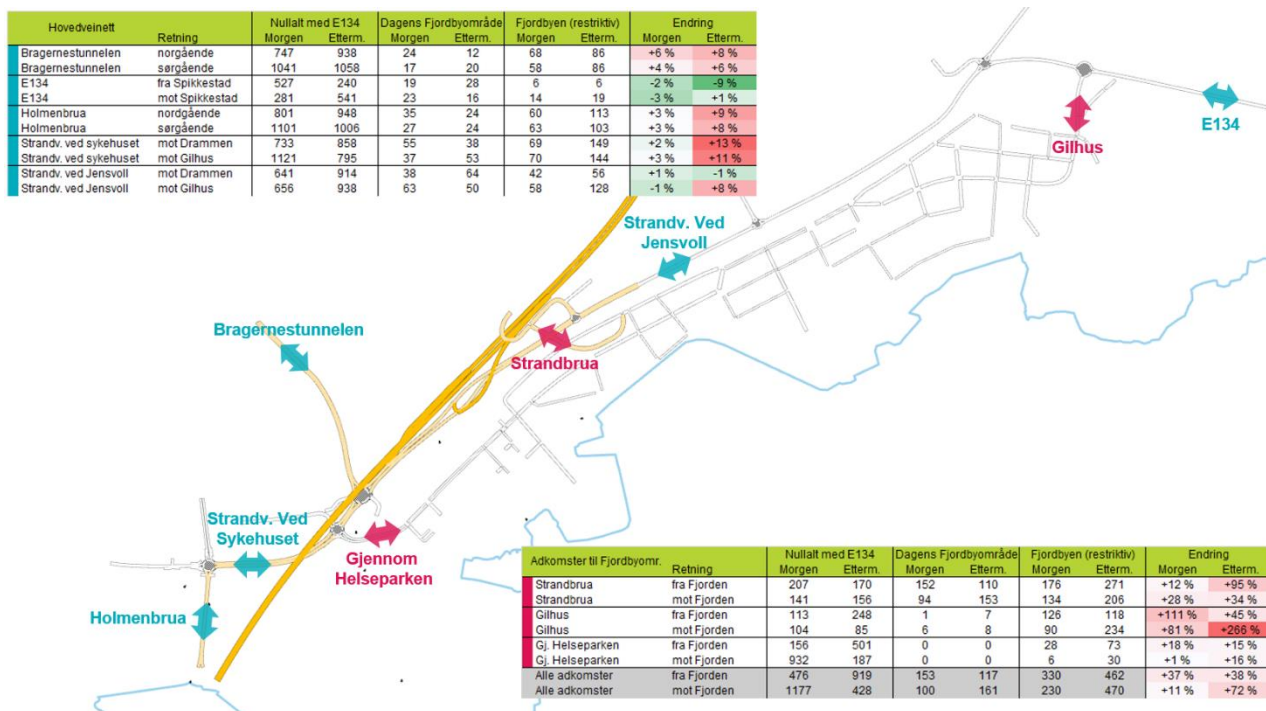 Hovedveinett Retning Nullalt med E134 Dagens Fjordbyområde Fjordbyen (restriktiv) Endring
Morgen Etterm. Morgen Etterm. Morgen Etterm. Morgen Etterm.
Bragernestunnelen norgående 747 938 24 12 68 86 +6 % +8 %
Bragernestunnelen sørgående 1041 1058 17 20 58 86 +4 % +6 %
E134 fra Spikkestad 527 240 19 28 6 6 -2 % -9 %
E134 mot Spikkestad 281 541 23 16 14 19 -3 % +1 %
Holmenbrua nordgående 801 948 35 24 60 113 +3 % +9 %
Holmenbrua sørgående 1101 1006 27 24 63 103 +3 % +8 %
Strandv. ved sykehuset mot Drammen 733 858 55 38 69 149 +2 % +13 %
Strandv. ved sykehuset mot Gilhus 1121 795 37 53 70 144 +3 % +11 %
Strandv. ved Jensvoll mot Drammen 641 914 38 64 42 56 +1 % -1 %
Strandv. ved Jensvoll mot Gilhus 656 938 63 50 58 128 -1 % +8 %
E134
Gilhus
Strandv. Ved
Jensvoll
Bragernestunnelen
Strandbrua
Strandv. Ved
Sykehuset
Gjennom
Helseparken
Holmenbrua
Adkomster til Fjordbyomr. Retning Nullalt med E134 Dagens Fjordbyområde Fjordbyen (restriktiv) Endring
Morgen Etterm. Morgen Etterm. Morgen Etterm. Morgen Etterm.
Strandbrua fra Fjorden 207 170 152 110 176 271 +12 % +95 %
Strandbrua mot Fjorden 141 156 94 153 134 206 +28 % +34 %
Gilhus fra Fjorden 113 248 1 7 126 118 +111 % +45 %
Gilhus mot Fjorden 104 85 6 8 90 234 +81 % +266 %
Gj. Helseparken fra Fjorden 156 501 0 0 28 73 +18 % +15 %
Gj. Helseparken mot Fjorden 932 187 0 0 6 30 +1 % +16 %
Alle adkomster fra Fjorden 476 919 153 117 330 462 +37 % +38 %
Alle adkomster mot Fjorden 1177 428 100 161 230 470 +11 % +72 %